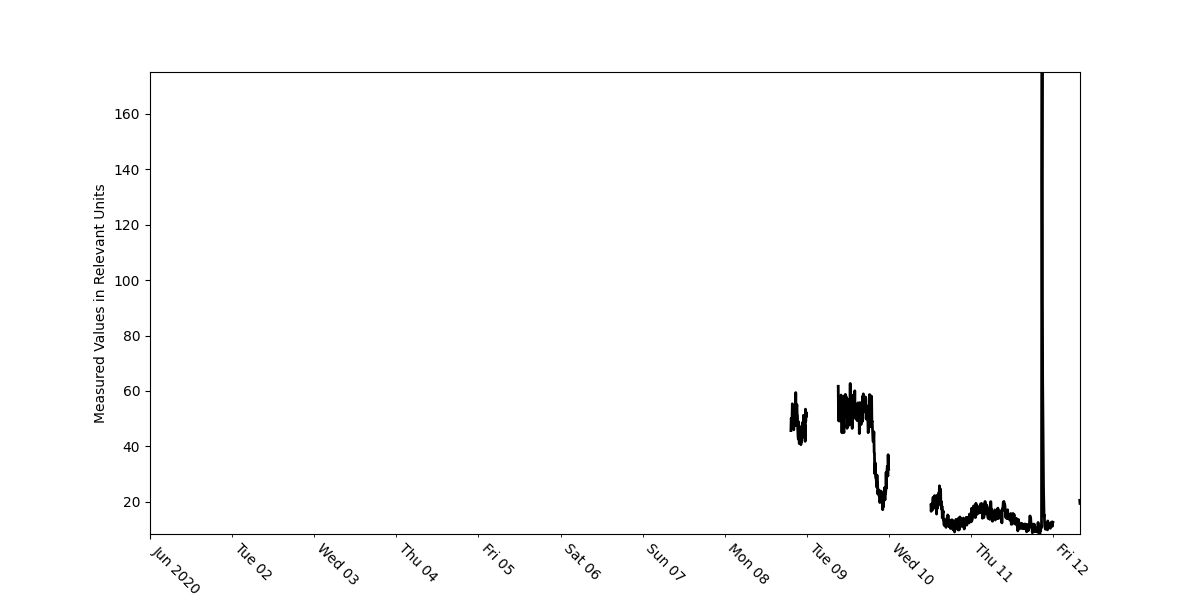 160
140
120
100
80
60
40
20
Measured Values in Relevant Units
Jun 2020
Tue 02
Wed 03
Thu 04
Fri 05
Sat 06
Sun 07
Mon 08
Tue 09
Wed 10
Thu 11
Fri 12